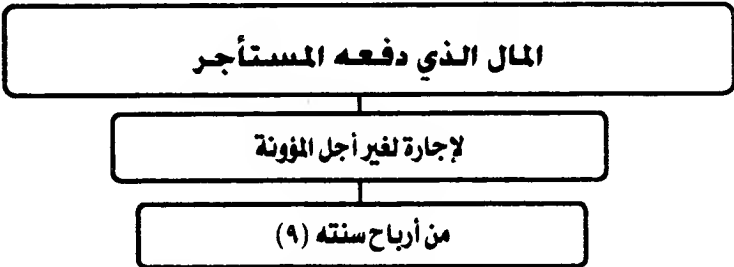 المال الذي دفعه المستأجر
لإجارة لغير أجل المؤونة
من أرباح سنته (٩)